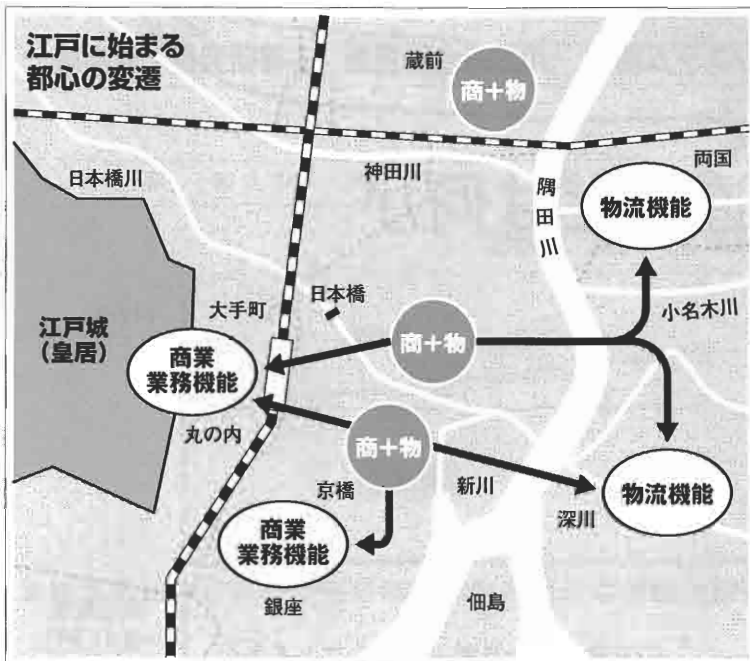 江戸に始まる
都心の変遷
蔵前
商+物
両国
日本橋川
神田川
隅田川
物流機能
大手町
日本橋
小名木川
江戸城
(皇居)
商業
業務機能
商+物
丸の内
商+物
京橋
新川
物流機能
深川
商業
業務機能
銀座
佃島